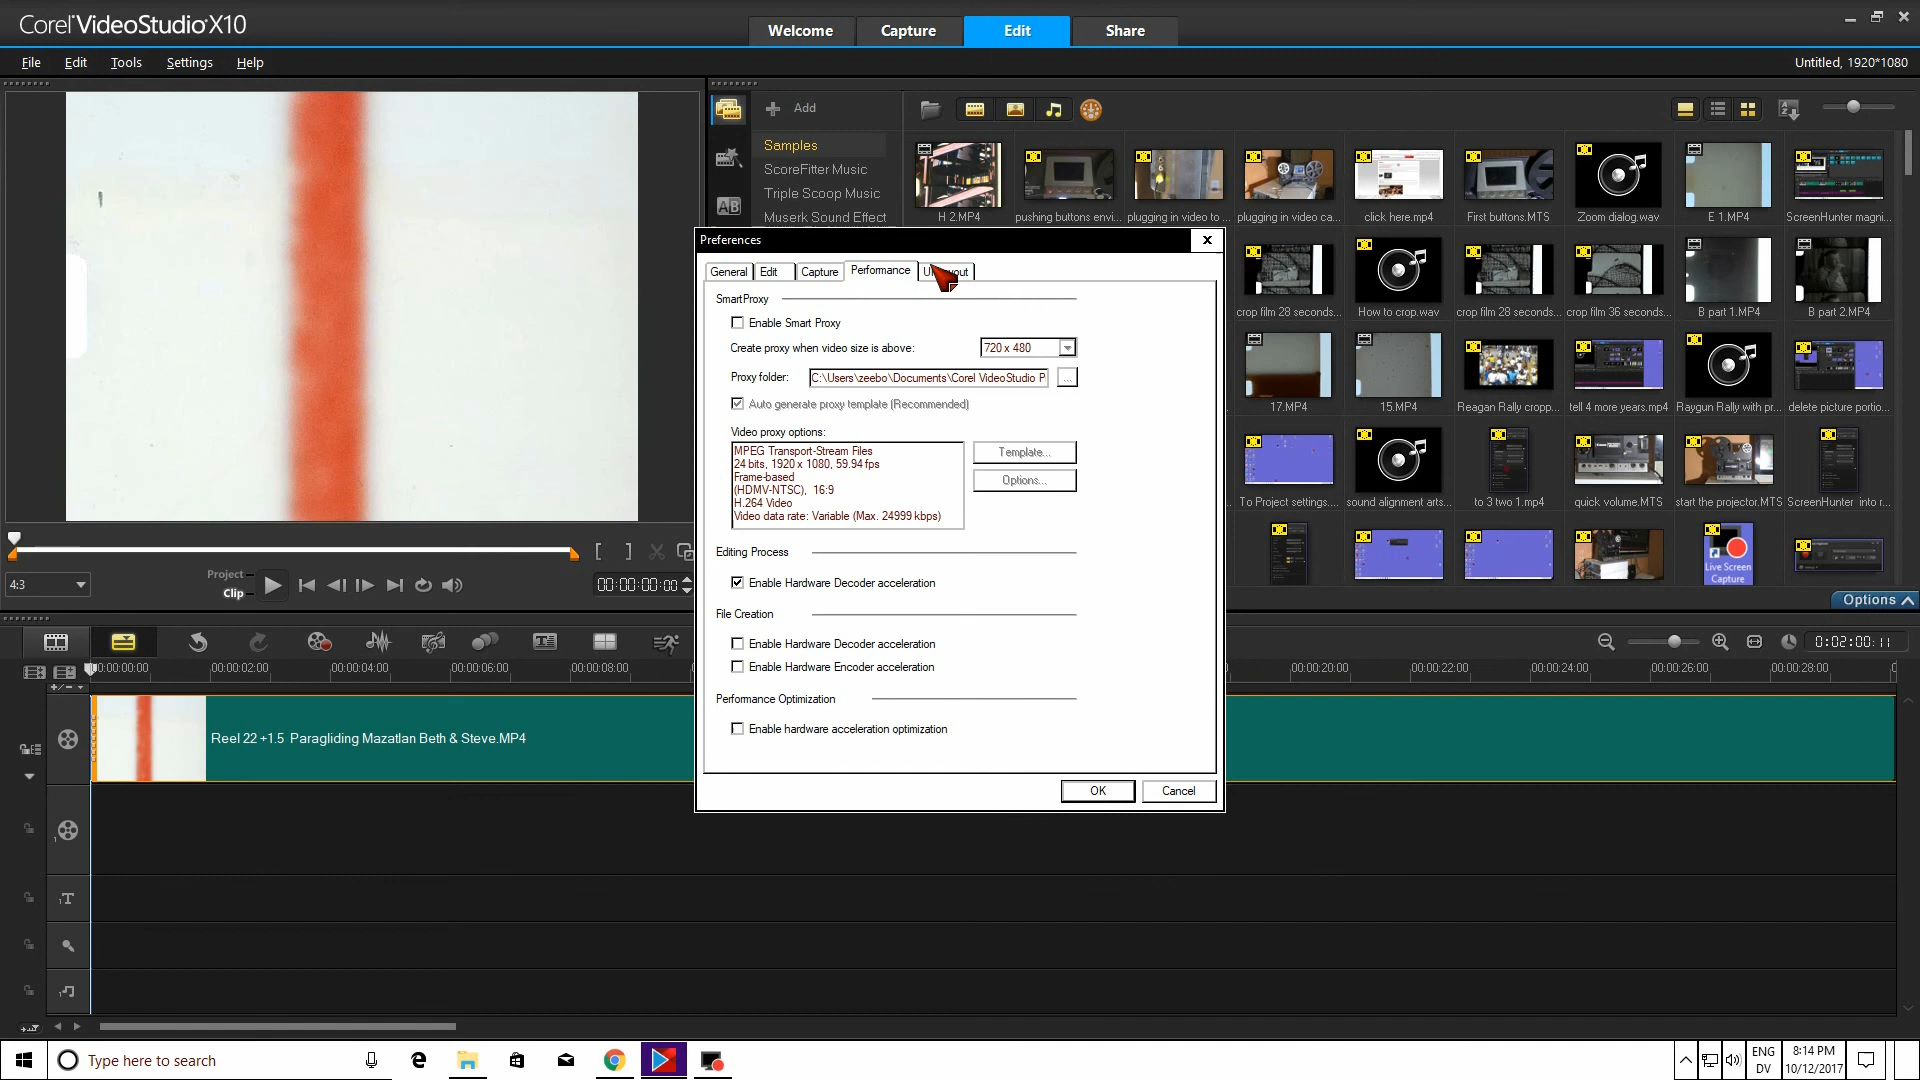 Corel VideoStudio X10
Welcome
Capture
Edit
Share
File
Edit
Tools
Settings
Help
Untitled, 1920*1080
Add
Samples
ScoreFitter Music
Triple Scoop Music
Muserk Sound Effect
H 2.MP4
pushing buttons envi...
plugging in video to ...
plugging in video ca...
click here.mp4
First buttons.MTS
Zoom dialog.wav
E 1.MP4
ScreenHunter magni...
crop film 28 seconds...
How to crop.wav
crop film 28 seconds...
crop film 36 seconds...
B part 1.MP4
B part 2.MP4
17.MP4
15.MP4
Reagan Rally cropp...
tell 4 more years.mp4
Raygun Rally with pr...
delete picture portio...
To Project settings....
sound alignment arts...
to 3 two 1.mp4
quick volume.MTS
start the projector.MTS
ScreenHunter into r...
Live Screen
Capture
Options
Preferences
General
Edit
Capture
Performance
SmartProxy
Enable Smart Proxy
Create proxy when video size is above:
720 x 480
Proxy folder:
C:\Users\zeebo\Documents\Corel VideoStudio P
...
Auto generate proxy template (Recommended)
Video proxy options:
MPEG Transport-Stream Files
24 bits, 1920 x 1080, 59.94 fps
Frame-based
(HDMV-NTSC), 16:9
H.264 Video
Video data rate: Variable (Max. 24999 kbps)
Template...
Options...
Editing Process
Enable Hardware Decoder acceleration
File Creation
Enable Hardware Decoder acceleration
Enable Hardware Encoder acceleration
Performance Optimization
Enable hardware acceleration optimization
OK
Cancel
4:3
Project
Clip
00:00:00:00
0:02:00:11
00:00:00:00
00:00:02:00
00:00:04:00
00:00:06:00
00:00:08:00
00:00:20:00
00:00:22:00
00:00:24:00
00:00:26:00
00:00:28:00
Reel 22 +1.5 Paragliding Mazatlan Beth & Steve.MP4
Type here to search
ENG
DV
8:14 PM
10/12/2017